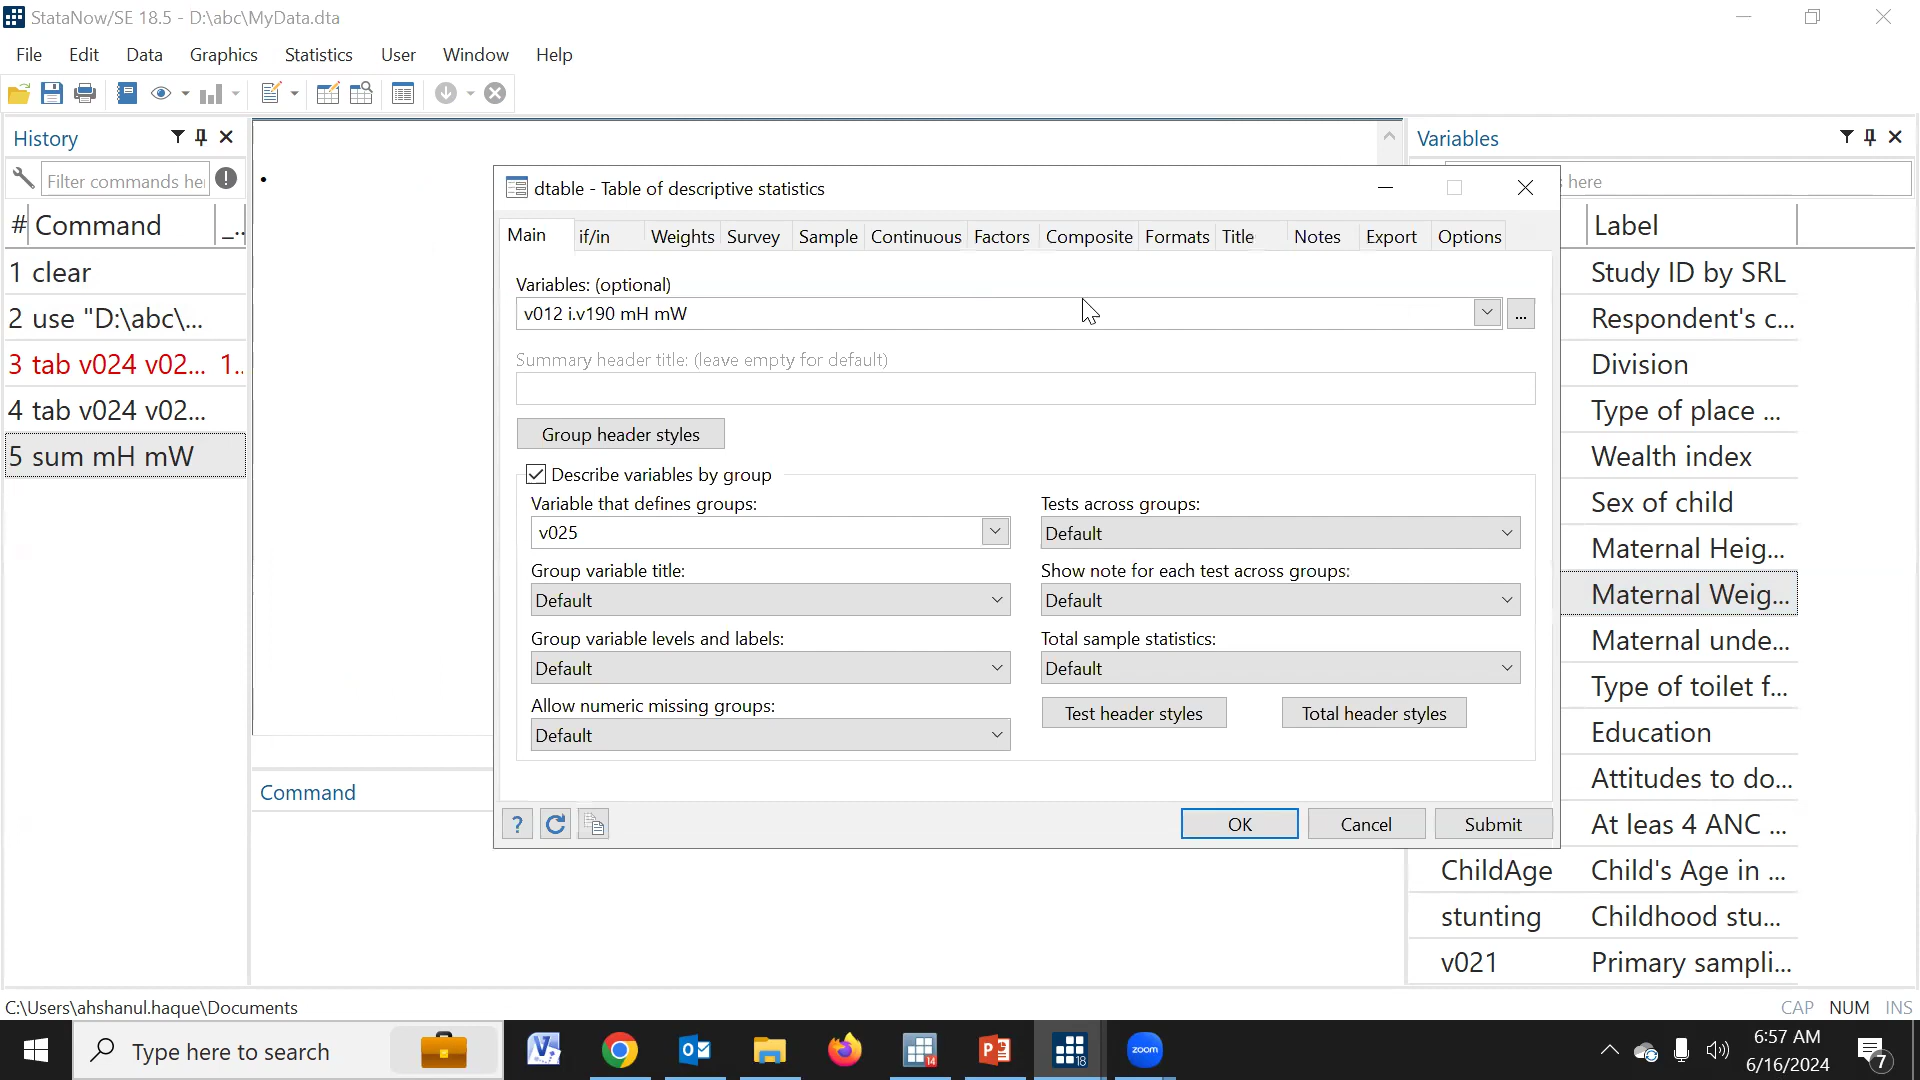 StataNow/SE 18.5 - D:\abc\MyData.dta
File Edit Data Graphics Statistics User Window Help
History
Filter commands he
# Command _..
1 clear
2 use "D:\abc\...
3 tab v024 v02... 1..
4 tab v024 v02...
5 sum mH mW
dtable - Table of descriptive statistics
Main if/in Weights Survey Sample Continuous Factors Composite Formats Title Notes Export Options
Variables: (optional)
v012 i.v190 mH mW
...
Summary header title: (leave empty for default)
Group header styles
Describe variables by group
Variable that defines groups:
v025
Group variable title:
Default
Group variable levels and labels:
Default
Allow numeric missing groups:
Default
Tests across groups:
Default
Show note for each test across groups:
Default
Total sample statistics:
Default
Test header styles Total header styles
? OK Cancel Submit
Command
Variables
here
Label
Study ID by SRL
Respondent's c...
Division
Type of place ...
Wealth index
Sex of child
Maternal Heig...
Maternal Weig...
Maternal unde...
Type of toilet f...
Education
Attitudes to do...
At leas 4 ANC ...
ChildAge Child's Age in ...
stunting Childhood stu...
v021 Primary sampli...
C:\Users\ahshanul.haque\Documents
CAP NUM INS
Type here to search
14
18
zoom
6:57 AM
6/16/2024
7